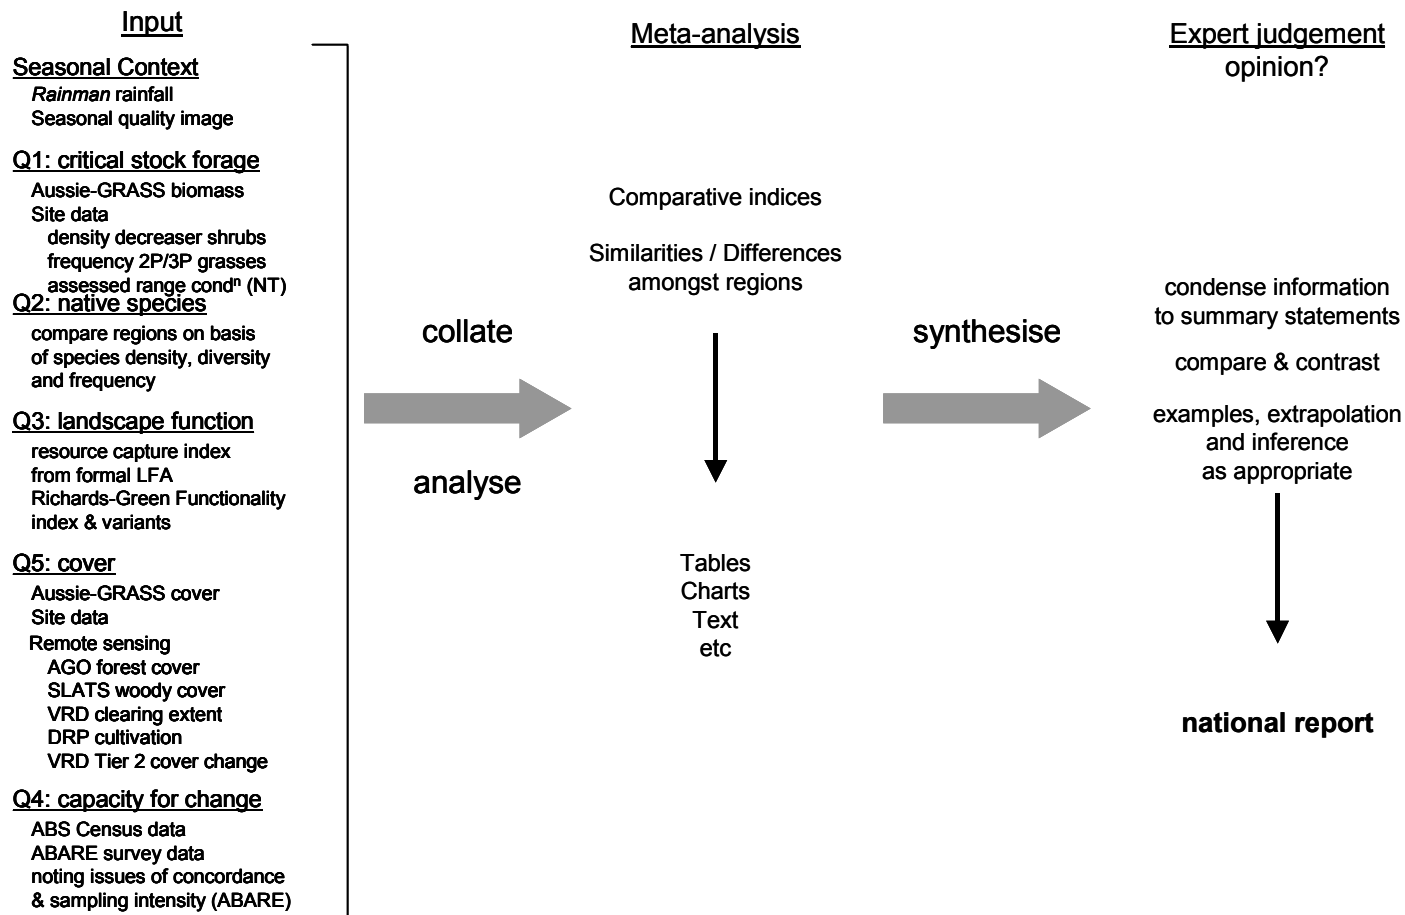 Input
Seasonal Context
Rainman rainfall
Seasonal quality image
Q1: critical stock forage
Aussie-GRASS biomass
Site data
density decreaser shrubs
frequency 2P/3P grasses
assessed range condⁿ (NT)
Q2: native species
compare regions on basis
of species density, diversity
and frequency
Q3: landscape function
resource capture index
from formal LFA
Richards-Green Functionality
index & variants
Q5: cover
Aussie-GRASS cover
Site data
Remote sensing
AGO forest cover
SLATS woody cover
VRD clearing extent
DRP cultivation
VRD Tier 2 cover change
Q4: capacity for change
ABS Census data
ABARE survey data
noting issues of concordance
& sampling intensity (ABARE)
collate
analyse
Meta-analysis
Comparative indices
Similarities / Differences
amongst regions
Tables
Charts
Text
etc
synthesise
Expert judgement
opinion?
condense information
to summary statements
compare & contrast
examples, extrapolation
and inference
as appropriate
national report